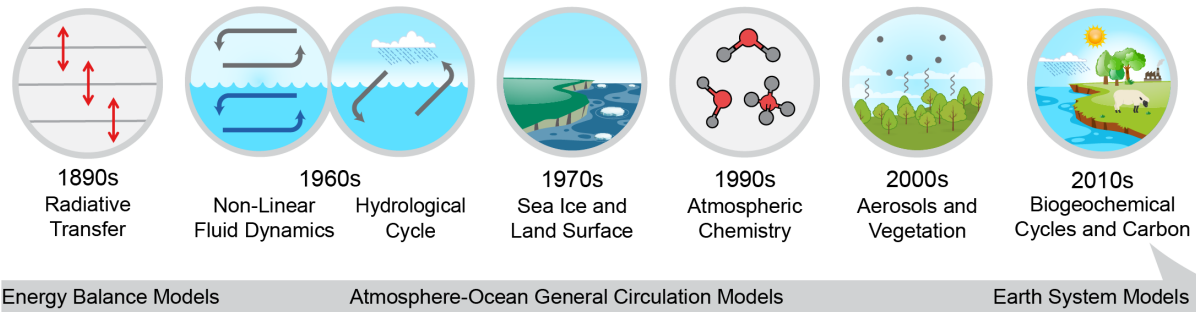 1890s
Radiative
Transfer
1960s
Non-Linear
Fluid Dynamics
Hydrological
Cycle
1970s
Sea Ice and
Land Surface
1990s
Atmospheric
Chemistry
2000s
Aerosols and
Vegetation
2010s
Biogeochemical
Cycles and Carbon
Energy Balance Models
Atmosphere-Ocean General Circulation Models
Earth System Models